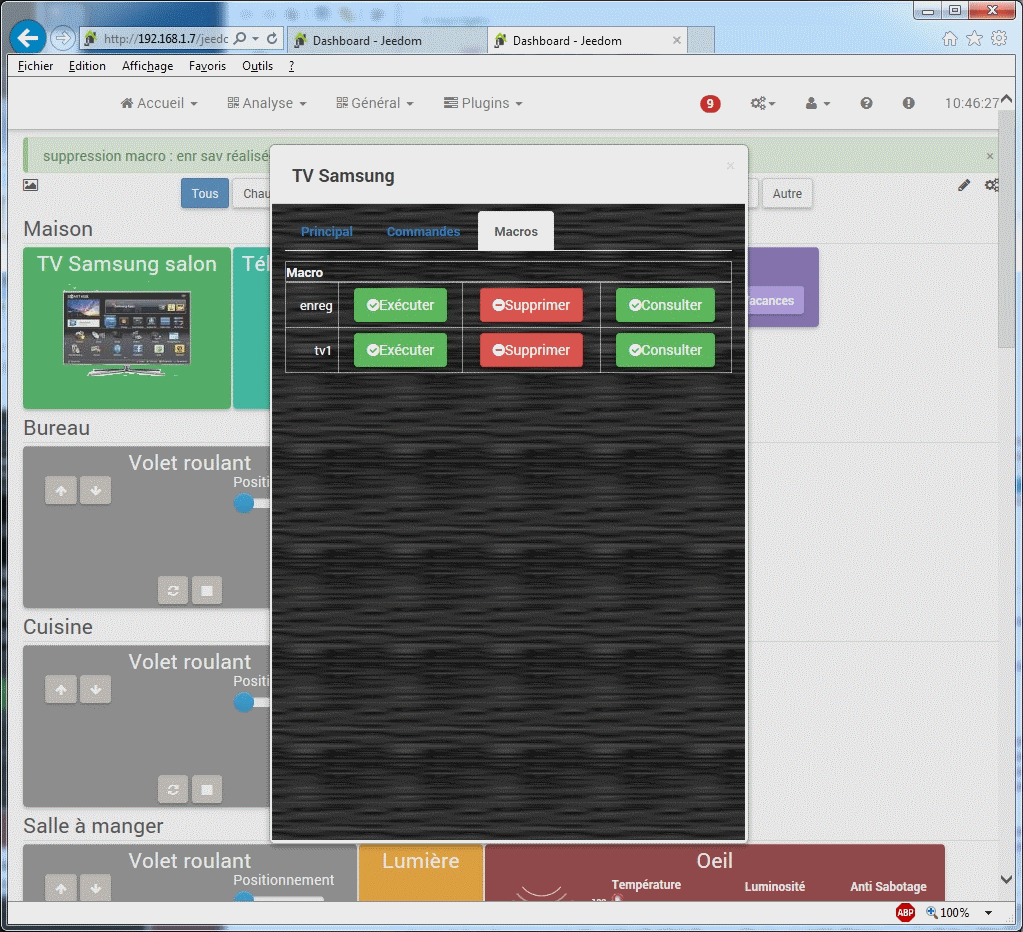 http://192.168.1.7/jeedc
Dashboard - Jeedom
Dashboard - Jeedom
Fichier Edition Affichage Favoris Outils ?
Accueil Analyse Général Plugins 9 10:46:27
suppression macro : enr sav réalisé
×
TV Samsung
×
Tous Chau Autre
Maison
TV Samsung salon Tél
acances
Principal Commandes Macros
Macro
enreg Exécuter Supprimer Consulter
tv1 Exécuter Supprimer Consulter
Bureau
Volet roulant
Positi
Cuisine
Volet roulant
Positi
Salle à manger
Volet roulant Lumière Oeil
Positionnement Température Luminosité Anti Sabotage
ABP 100%